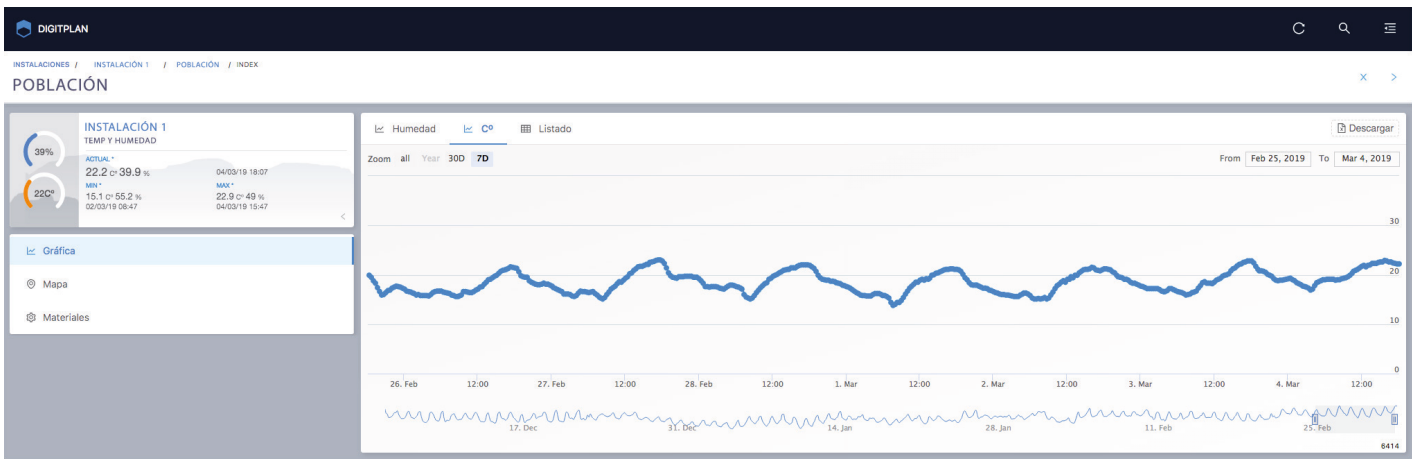 DIGITPLAN
INSTALACIONES / INSTALACIÓN 1 / POBLACIÓN / INDEX
POBLACIÓN
39%
22Cº
INSTALACIÓN 1
TEMP Y HUMEDAD
ACTUAL *
22.2 Cº 39.9 % 04/03/19 18:07
MIN * MAX *
15.1 Cº 55.2 % 22.9 Cº 49 %
02/03/19 08:47 04/03/19 15:47
Gráfica
Mapa
Materiales
Humedad Cº Listado Descargar
Zoom all Year 30D 7D From Feb 25, 2019 To Mar 4, 2019
30
20
10
0
26. Feb 12:00 27. Feb 12:00 28. Feb 12:00 1. Mar 12:00 2. Mar 12:00 3. Mar 12:00 4. Mar 12:00
17. Dec 31. Dec 14. Jan 28. Jan 11. Feb 25. Feb
6414